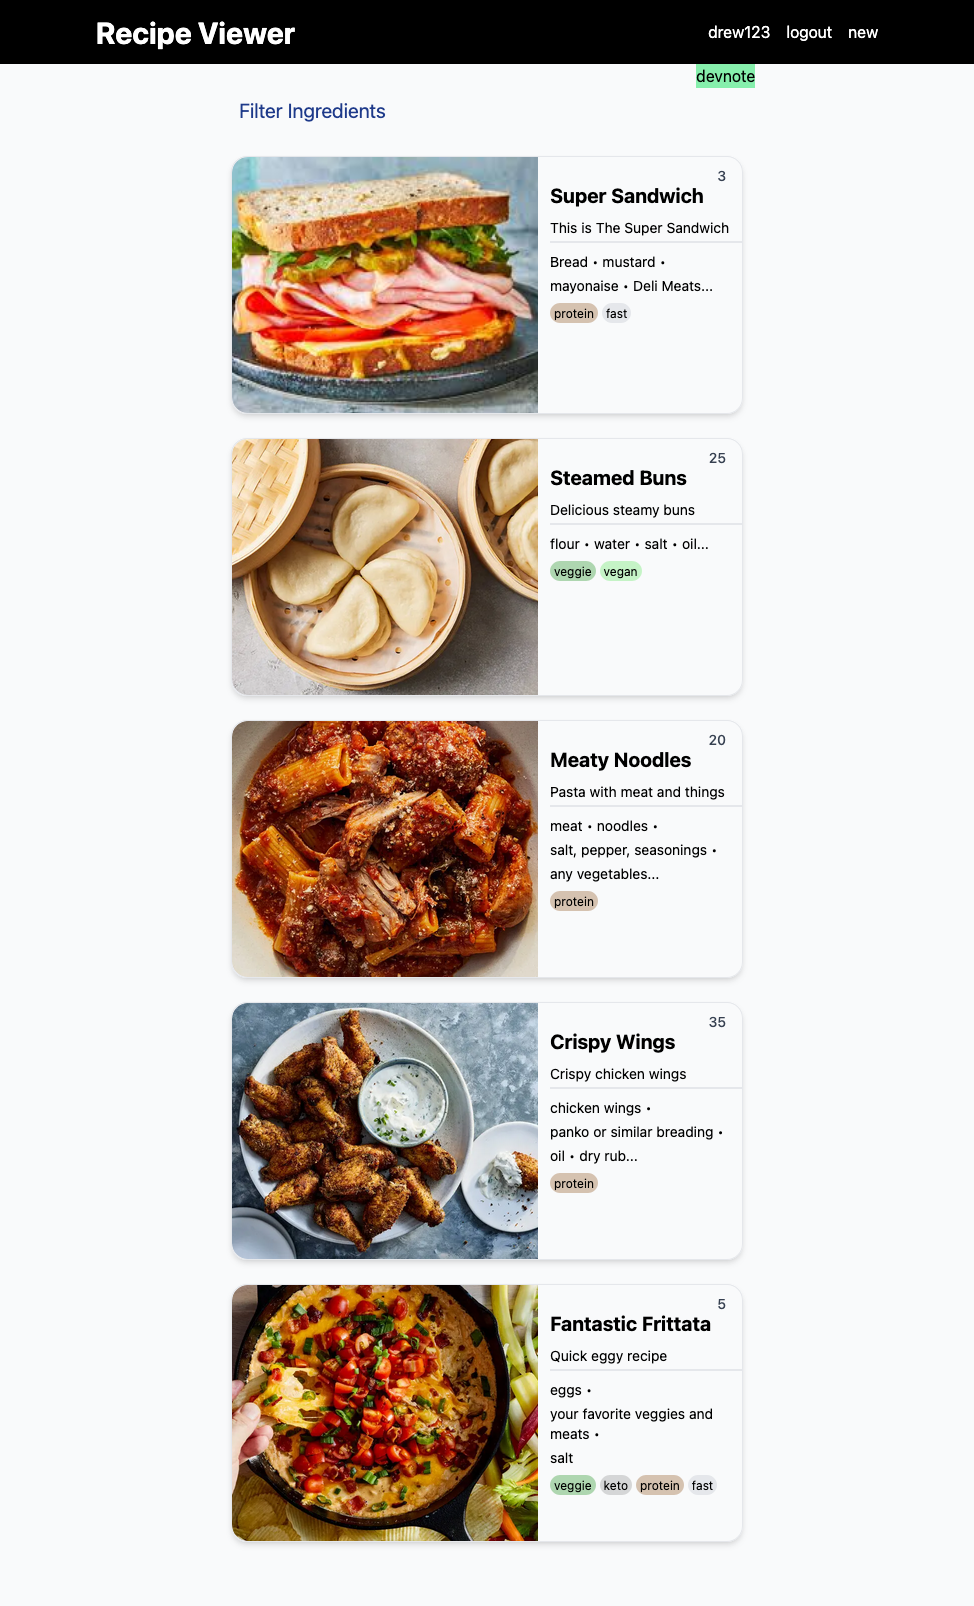 Recipe Viewer
drew123 logout new
devnote
Filter Ingredients
3
Super Sandwich
This is The Super Sandwich
Bread • mustard •
mayonaise • Deli Meats...
protein fast
25
Steamed Buns
Delicious steamy buns
flour • water • salt • oil...
veggie vegan
20
Meaty Noodles
Pasta with meat and things
meat • noodles •
salt, pepper, seasonings •
any vegetables...
protein
35
Crispy Wings
Crispy chicken wings
chicken wings •
panko or similar breading •
oil • dry rub...
protein
5
Fantastic Frittata
Quick eggy recipe
eggs •
your favorite veggies and
meats •
salt
veggie keto protein fast